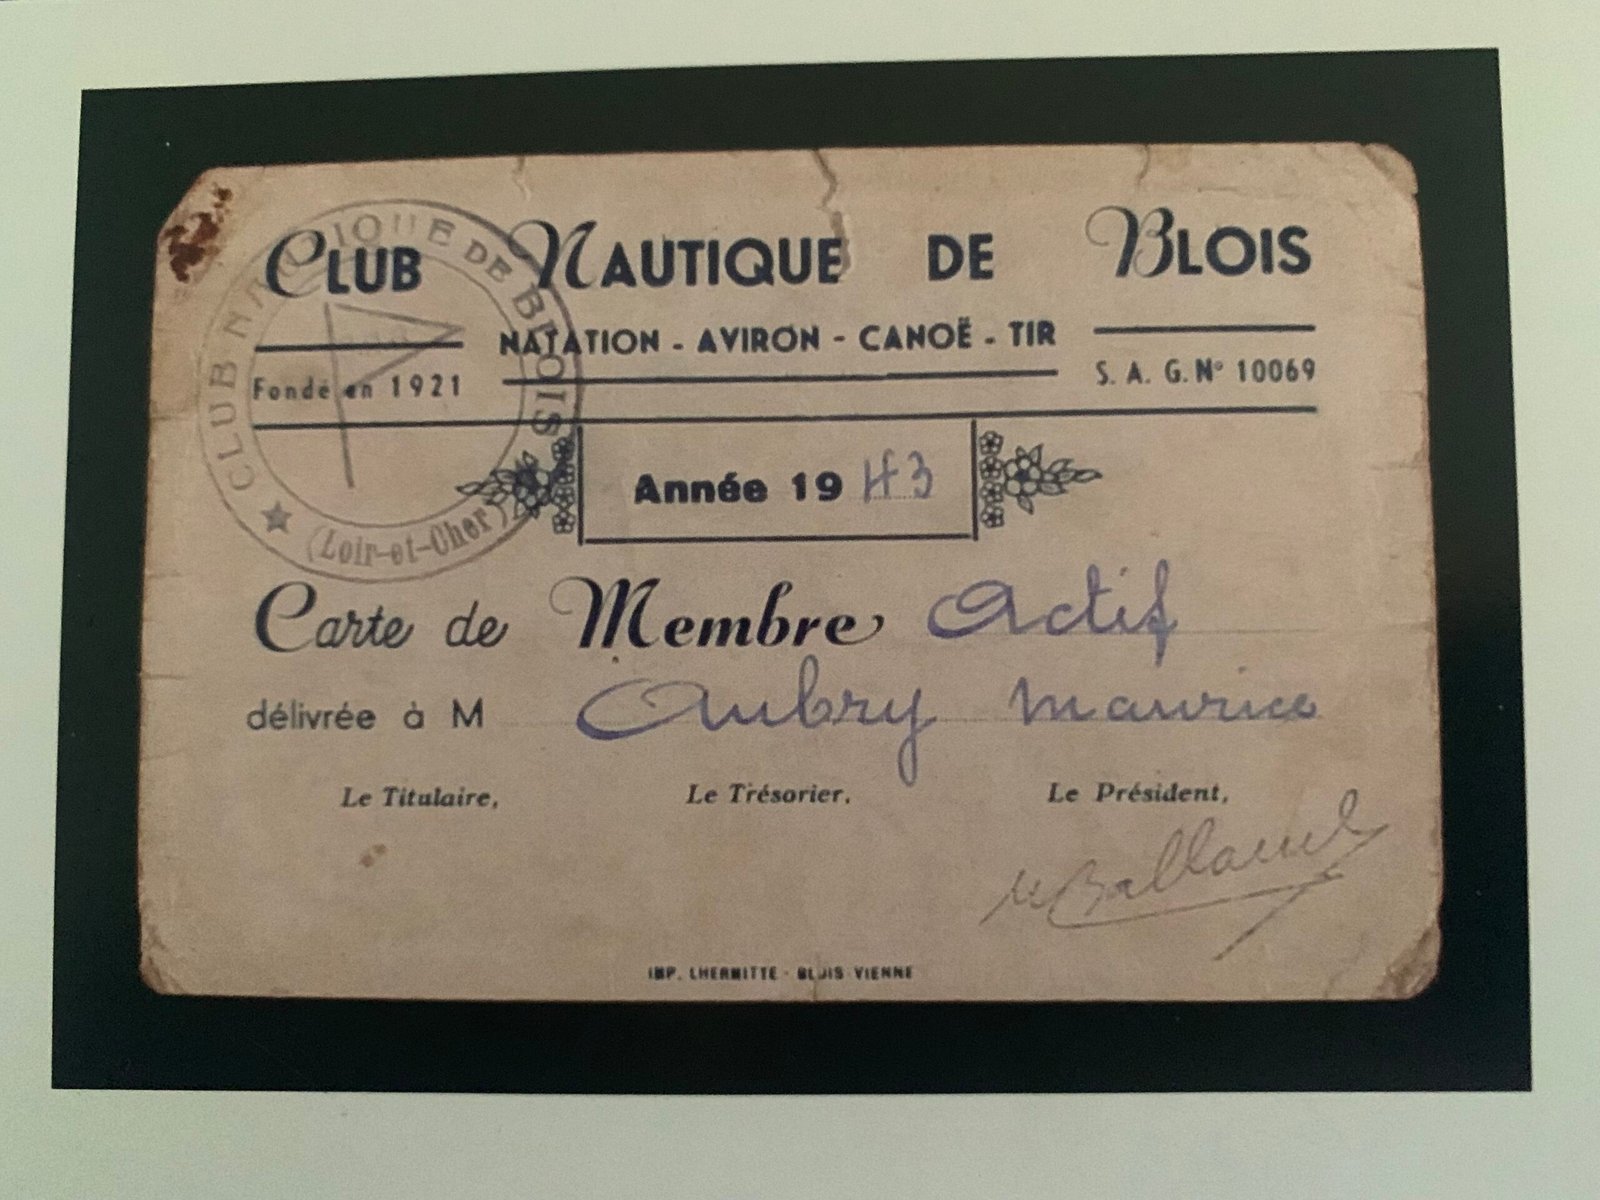 CLUB NAUTIQUE DE BLOIS
NATATION - AVIRON - CANOË - TIR
Fondé en 1921
S. A. G. N° 10069
CLUB NAUTIQUE DE BLOIS
(Loir-et-Cher)
Année 1943
Carte de Membre Actif
délivrée à M Aubry Maurice
Le Titulaire, Le Trésorier, Le Président,
IMP. LHERMITTE - BLOIS-VIENNE